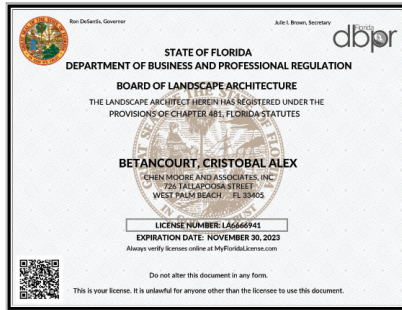 Ron DeSantis, Governor
Julie I. Brown, Secretary
Florida
dbpr
STATE OF FLORIDA
DEPARTMENT OF BUSINESS AND PROFESSIONAL REGULATION
BOARD OF LANDSCAPE ARCHITECTURE
THE LANDSCAPE ARCHITECT HEREIN HAS REGISTERED UNDER THE
PROVISIONS OF CHAPTER 481, FLORIDA STATUTES
BETANCOURT, CRISTOBAL ALEX
CHEN MOORE AND ASSOCIATES, INC.
726 TALLAPOOSA STREET
WEST PALM BEACH FL 33405
LICENSE NUMBER: LA6666941
EXPIRATION DATE: NOVEMBER 30, 2023
Always verify licenses online at MyFloridaLicense.com
Do not alter this document in any form.
This is your license. It is unlawful for anyone other than the licensee to use this document.